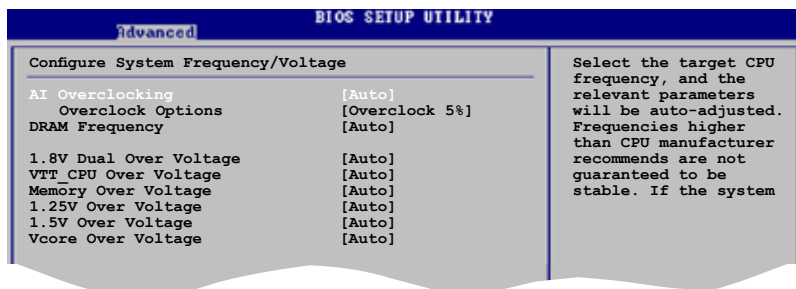 BIOS SETUP UTILITY
Advanced
Configure System Frequency/Voltage
AI Overclocking [Auto]
Overclock Options [Overclock 5%]
DRAM Frequency [Auto]
1.8V Dual Over Voltage [Auto]
VTT_CPU Over Voltage [Auto]
Memory Over Voltage [Auto]
1.25V Over Voltage [Auto]
1.5V Over Voltage [Auto]
Vcore Over Voltage [Auto]
Select the target CPU
frequency, and the
relevant parameters
will be auto-adjusted.
Frequencies higher
than CPU manufacturer
recommends are not
guaranteed to be
stable. If the system